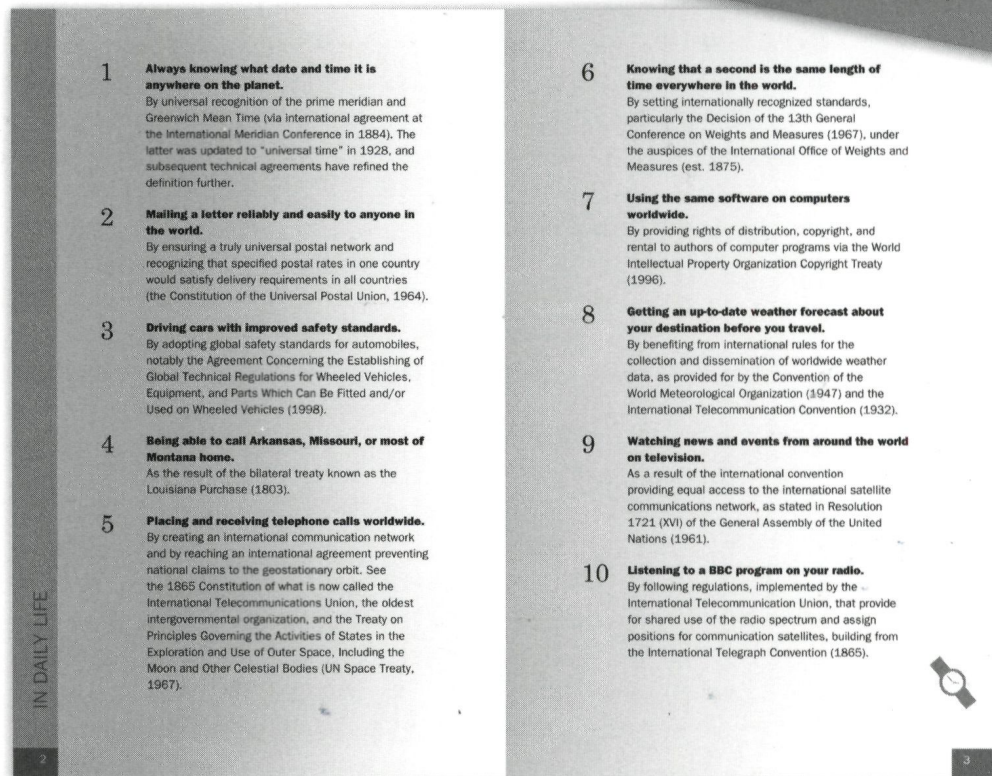 1
Always knowing what date and time it is
anywhere on the planet.
By universal recognition of the prime meridian and
Greenwich Mean Time (via international agreement at
the International Meridian Conference in 1884). The
latter was updated to "universal time" in 1928, and
subsequent technical agreements have refined the
definition further.
2
Mailing a letter reliably and easily to anyone in
the world.
By ensuring a truly universal postal network and
recognizing that specified postal rates in one country
would satisfy delivery requirements in all countries
(the Constitution of the Universal Postal Union, 1964).
3
Driving cars with improved safety standards.
By adopting global safety standards for automobiles,
notably the Agreement Concerning the Establishing of
Global Technical Regulations for Wheeled Vehicles,
Equipment, and Parts Which Can Be Fitted and/or
Used on Wheeled Vehicles (1998).
4
Being able to call Arkansas, Missouri, or most of
Montana home.
As the result of the bilateral treaty known as the
Louisiana Purchase (1803).
5
Placing and receiving telephone calls worldwide.
By creating an international communication network
and by reaching an international agreement preventing
national claims to the geostationary orbit. See
the 1865 Constitution of what is now called the
International Telecommunications Union, the oldest
intergovernmental organization, and the Treaty on
Principles Governing the Activities of States in the
Exploration and Use of Outer Space, Including the
Moon and Other Celestial Bodies (UN Space Treaty,
1967).
IN DAILY LIFE
2
6
Knowing that a second is the same length of
time everywhere in the world.
By setting internationally recognized standards,
particularly the Decision of the 13th General
Conference on Weights and Measures (1967), under
the auspices of the International Office of Weights and
Measures (est. 1875).
7
Using the same software on computers
worldwide.
By providing rights of distribution, copyright, and
rental to authors of computer programs via the World
Intellectual Property Organization Copyright Treaty
(1996).
8
Getting an up-to-date weather forecast about
your destination before you travel.
By benefiting from international rules for the
collection and dissemination of worldwide weather
data, as provided for by the Convention of the
World Meteorological Organization (1947) and the
International Telecommunication Convention (1932).
9
Watching news and events from around the world
on television.
As a result of the international convention
providing equal access to the international satellite
communications network, as stated in Resolution
1721 (XVI) of the General Assembly of the United
Nations (1961).
10
Listening to a BBC program on your radio.
By following regulations, implemented by the
International Telecommunication Union, that provide
for shared use of the radio spectrum and assign
positions for communication satellites, building from
the International Telegraph Convention (1865).
3